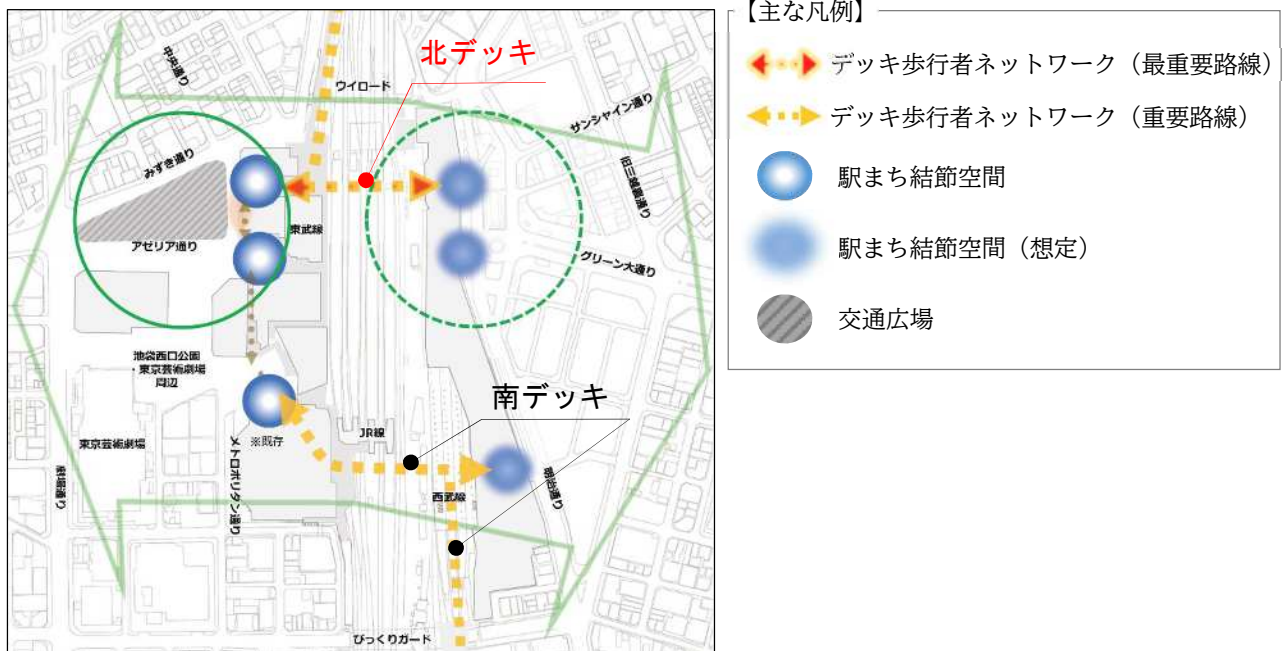 中央通り
北デッキ
ウイロード
サンシャイン通り
みずき通り
旧三越裏通り
東武線
アゼリア通り
グリーン大通り
池袋西口公園
・東京芸術劇場
周辺
南デッキ
JR線
※既存
東京芸術劇場
メトロポリタン通り
劇場通り
西武線
明治通り
びっくりガード
【主な凡例】
デッキ歩行者ネットワーク（最重要路線）
デッキ歩行者ネットワーク（重要路線）
駅まち結節空間
駅まち結節空間（想定）
交通広場